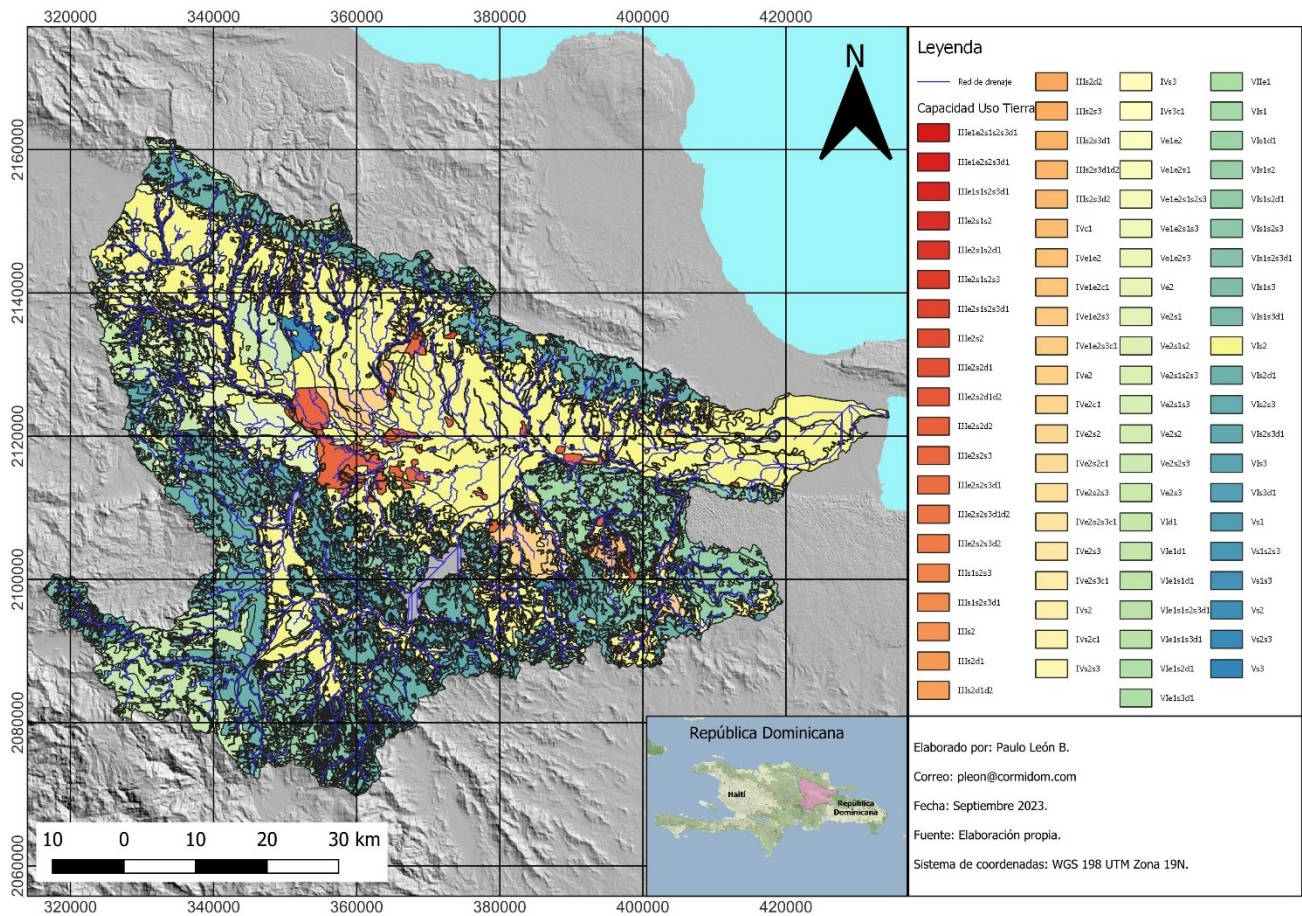 320000 340000 360000 380000 400000 420000
2160000
2140000
2120000
2100000
2080000
2060000
N
10 0 10 20 30 km
320000 340000 360000 380000 400000 420000
República Dominicana
Haití
República
Dominicana
Leyenda
Red de drenaje
Capacidad Uso Tierra
IIIe1e2s1s2s3d1
IIIe1e2s2s3d1
IIIe1s1s2s3d1
IIIe2s1s2
IIIe2s1s2d1
IIIe2s1s2s3
IIIe2s1s2s3d1
IIIe2s2
IIIe2s2d1
IIIe2s2d1d2
IIIe2s2d2
IIIe2s2s3
IIIe2s2s3d1
IIIe2s2s3d1d2
IIIe2s2s3d2
IIIs1s2s3
IIIs1s2s3d1
IIIs2
IIIs2d1
IIIs2d1d2
IIIs2d2
IIIs2s3
IIIs2s3d1
IIIs2s3d1d2
IIIs2s3d2
IVc1
IVe1e2
IVe1e2c1
IVe1e2s3
IVe1e2s3c1
IVe2
IVe2c1
IVe2s2
IVe2s2c1
IVe2s2s3
IVe2s2s3c1
IVe2s3
IVe2s3c1
IVs2
IVs2c1
IVs2s3
IVs3
IVs3c1
Ve1e2
Ve1e2s1
Ve1e2s1s2s3
Ve1e2s1s3
Ve1e2s3
Ve2
Ve2s1
Ve2s1s2
Ve2s1s2s3
Ve2s1s3
Ve2s2
Ve2s2s3
Ve2s3
VId1
VIe1d1
VIe1s1d1
VIe1s1s2s3d1
VIe1s1s3d1
VIe1s2d1
VIe1s3d1
VIIe1
VIs1
VIs1d1
VIs1s2
VIs1s2d1
VIs1s2s3
VIs1s2s3d1
VIs1s3
VIs1s3d1
VIs2
VIs2d1
VIs2s3
VIs2s3d1
VIs3
VIs3d1
Vs1
Vs1s2s3
Vs1s3
Vs2
Vs2s3
Vs3
Elaborado por: Paulo León B.
Correo: pleon@cormidom.com
Fecha: Septiembre 2023.
Fuente: Elaboración propia.
Sistema de coordenadas: WGS 198 UTM Zona 19N.